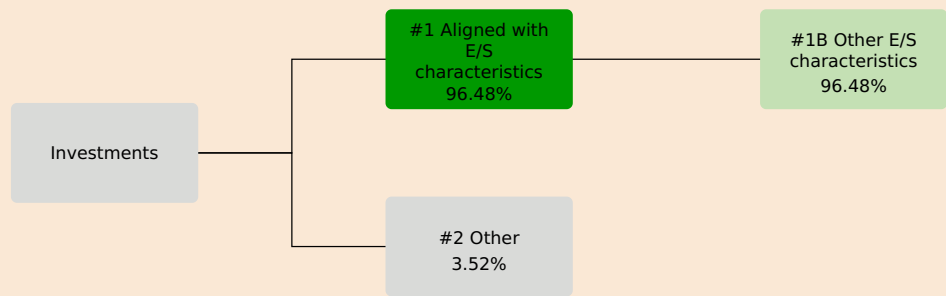 #1 Aligned with
E/S
characteristics
96.48%
#1B Other E/S
characteristics
96.48%
Investments
#2 Other
3.52%